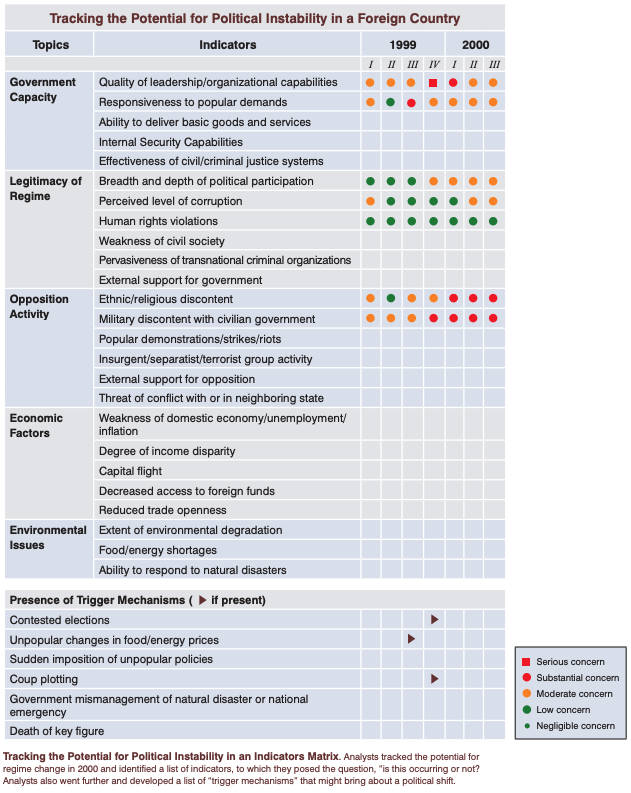 Tracking the Potential for Political Instability in a Foreign Country
Topics Indicators 1999 2000
I II III IV I II III
Government Capacity
Quality of leadership/organizational capabilities
Responsiveness to popular demands
Ability to deliver basic goods and services
Internal Security Capabilities
Effectiveness of civil/criminal justice systems
Legitimacy of Regime
Breadth and depth of political participation
Perceived level of corruption
Human rights violations
Weakness of civil society
Pervasiveness of transnational criminal organizations
External support for government
Opposition Activity
Ethnic/religious discontent
Military discontent with civilian government
Popular demonstrations/strikes/riots
Insurgent/separatist/terrorist group activity
External support for opposition
Threat of conflict with or in neighboring state
Economic Factors
Weakness of domestic economy/unemployment/
inflation
Degree of income disparity
Capital flight
Decreased access to foreign funds
Reduced trade openness
Environmental Issues
Extent of environmental degradation
Food/energy shortages
Ability to respond to natural disasters
Presence of Trigger Mechanisms ( ▶ if present)
Contested elections
Unpopular changes in food/energy prices
Sudden imposition of unpopular policies
Coup plotting
Government mismanagement of natural disaster or national
emergency
Death of key figure
Serious concern
Substantial concern
Moderate concern
Low concern
Negligible concern
Tracking the Potential for Political Instability in an Indicators Matrix. Analysts tracked the potential for
regime change in 2000 and identified a list of indicators, to which they posed the question, "is this occurring or not?
Analysts also went further and developed a list of "trigger mechanisms" that might bring about a political shift.